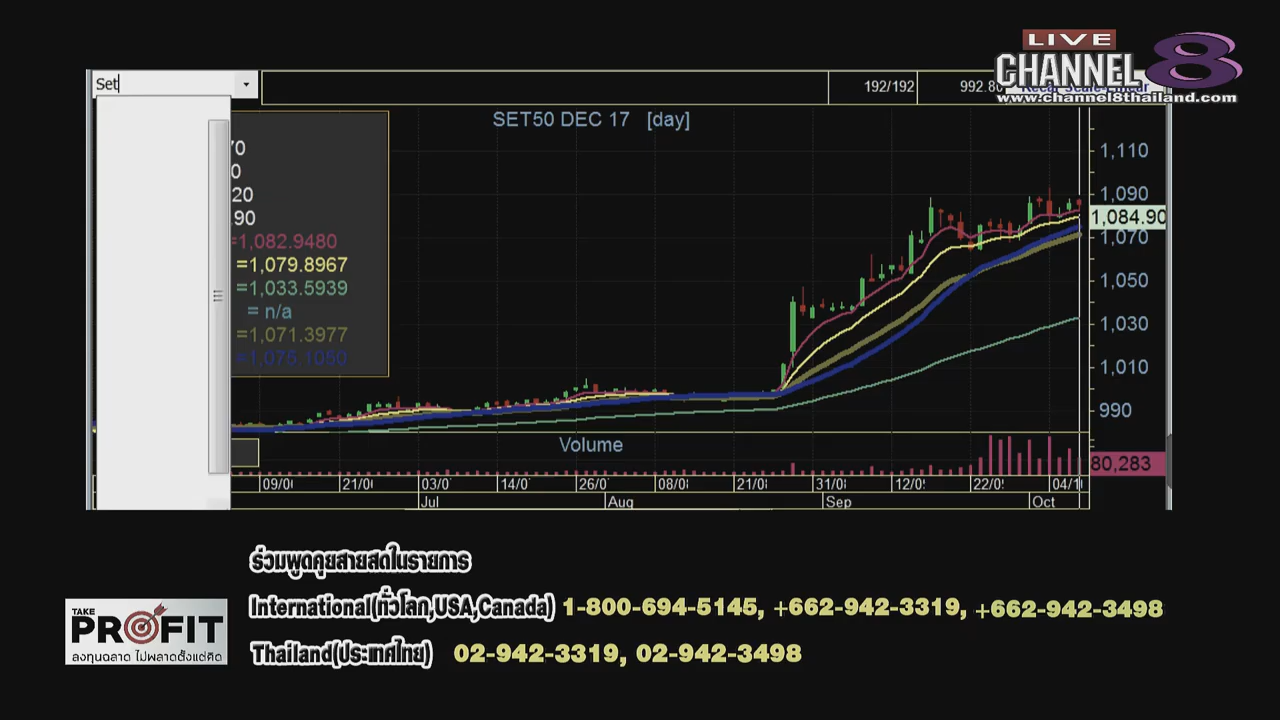 LIVE
CHANNEL 8
www.channel8thailand.com
Set
192/192
SET50 DEC 17 [day]
70
0
20
90
=1,082.9480
=1,079.8967
=1,033.5939
= n/a
=1,071.3977
=1,075.1050
1,110
1,090
1,084.90
1,070
1,050
1,030
1,010
990
Volume
80,283
09/0 21/0 03/0 14/0 26/0 08/0 21/0 31/0 12/0 22/0 04/1
Jul Aug Sep Oct
ร่วมพูดคุยสายสดในรายการ
International(ทั่วโลก,USA,Canada) 1-800-694-5145, +662-942-3319, +662-942-3498
Thailand(ประเทศไทย) 02-942-3319, 02-942-3498
TAKE
PROFIT
ลงทุนฉลาด ไม่พลาดตั้งแต่คิด